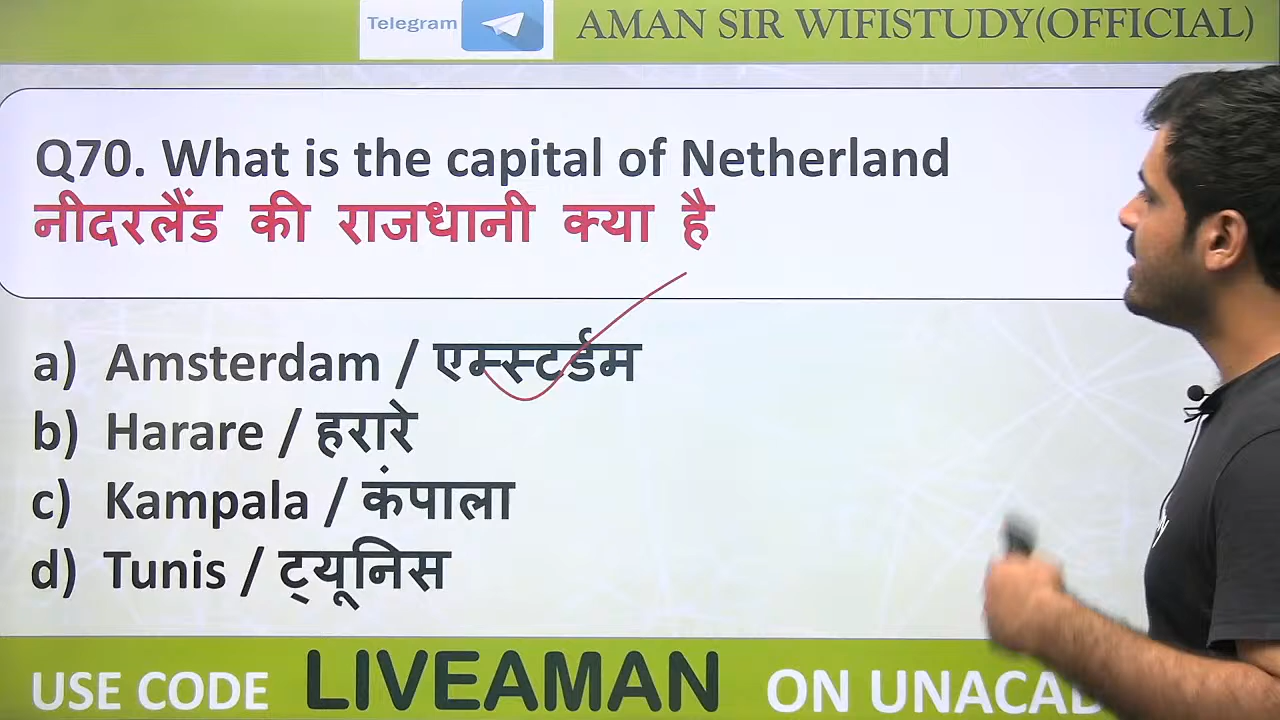 Telegram
AMAN SIR WIFISTUDY(OFFICIAL)
Q70. What is the capital of Netherland
नीदरलैंड की राजधानी क्या है
a) Amsterdam / एम्स्टर्डम
b) Harare / हरारे
c) Kampala / कंपाला
d) Tunis / ट्यूनिस
USE CODE LIVEAMAN ON UNACAD